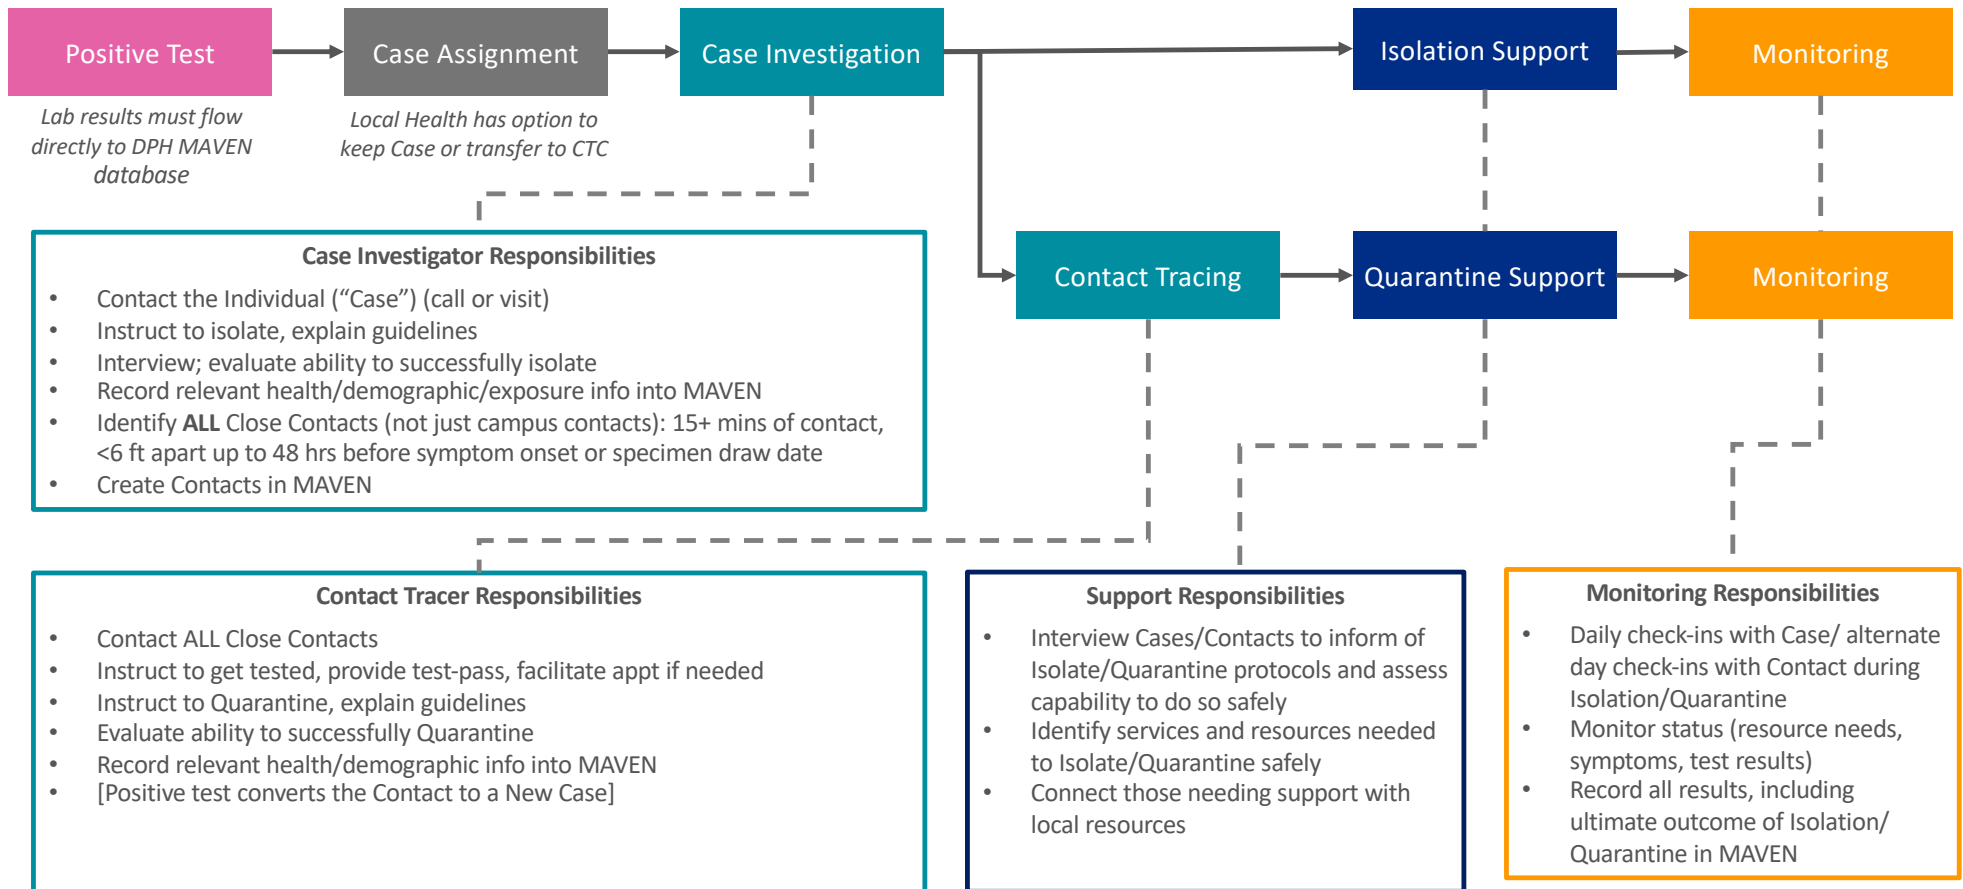 Positive Test
Case Assignment
Case Investigation
Isolation Support
Monitoring
Lab results must flow
directly to DPH MAVEN
database
Local Health has option to
keep Case or transfer to CTC
Contact Tracing
Quarantine Support
Monitoring
Case Investigator Responsibilities
• Contact the Individual (“Case”) (call or visit)
• Instruct to isolate, explain guidelines
• Interview; evaluate ability to successfully isolate
• Record relevant health/demographic/exposure info into MAVEN
• Identify ALL Close Contacts (not just campus contacts): 15+ mins of contact,
<6 ft apart up to 48 hrs before symptom onset or specimen draw date
• Create Contacts in MAVEN
Contact Tracer Responsibilities
• Contact ALL Close Contacts
• Instruct to get tested, provide test-pass, facilitate appt if needed
• Instruct to Quarantine, explain guidelines
• Evaluate ability to successfully Quarantine
• Record relevant health/demographic info into MAVEN
• [Positive test converts the Contact to a New Case]
Support Responsibilities
• Interview Cases/Contacts to inform of
Isolate/Quarantine protocols and assess
capability to do so safely
• Identify services and resources needed
to Isolate/Quarantine safely
• Connect those needing support with
local resources
Monitoring Responsibilities
• Daily check-ins with Case/ alternate
day check-ins with Contact during
Isolation/Quarantine
• Monitor status (resource needs,
symptoms, test results)
• Record all results, including
ultimate outcome of Isolation/
Quarantine in MAVEN